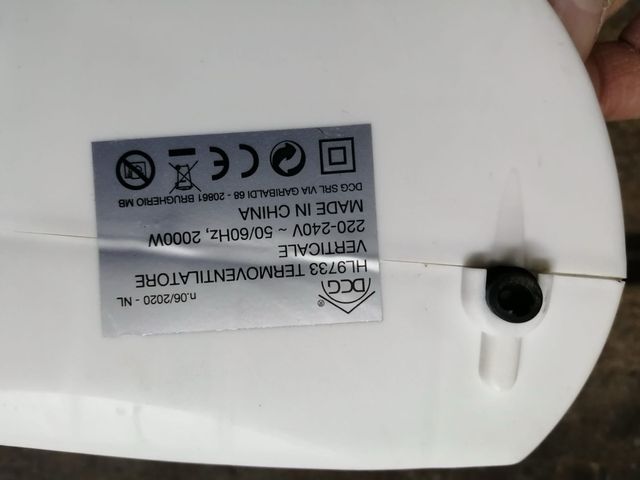 DCG®
n.06/2020 - NL
HL9733 TERMOVENTILATORE
VERTICALE
220-240V ~ 50/60Hz, 2000W
MADE IN CHINA
DCG SRL VIA GARIBALDI 68 - 20861 BRUGHERIO MB
CE